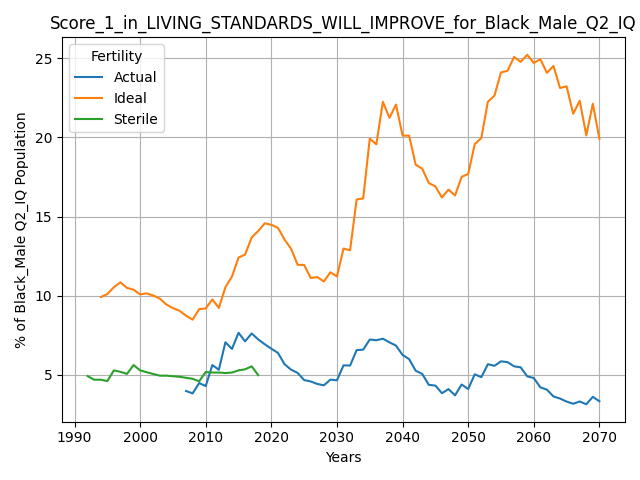 Score_1_in_LIVING_STANDARDS_WILL_IMPROVE_for_Black_Male_Q2_IQ
Fertility
Actual
Ideal
Sterile
% of Black_Male Q2_IQ Population
25
20
15
10
5
1990 2000 2010 2020 2030 2040 2050 2060 2070
Years